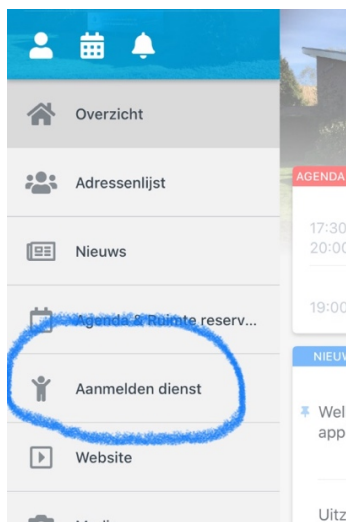 Overzicht
AGENDA
Adressenlijst
17:30
20:00
Nieuws
19:00
Agenda & Ruimte reserv...
NIEUW
Aanmelden dienst
Wel
app
Website
Uitz